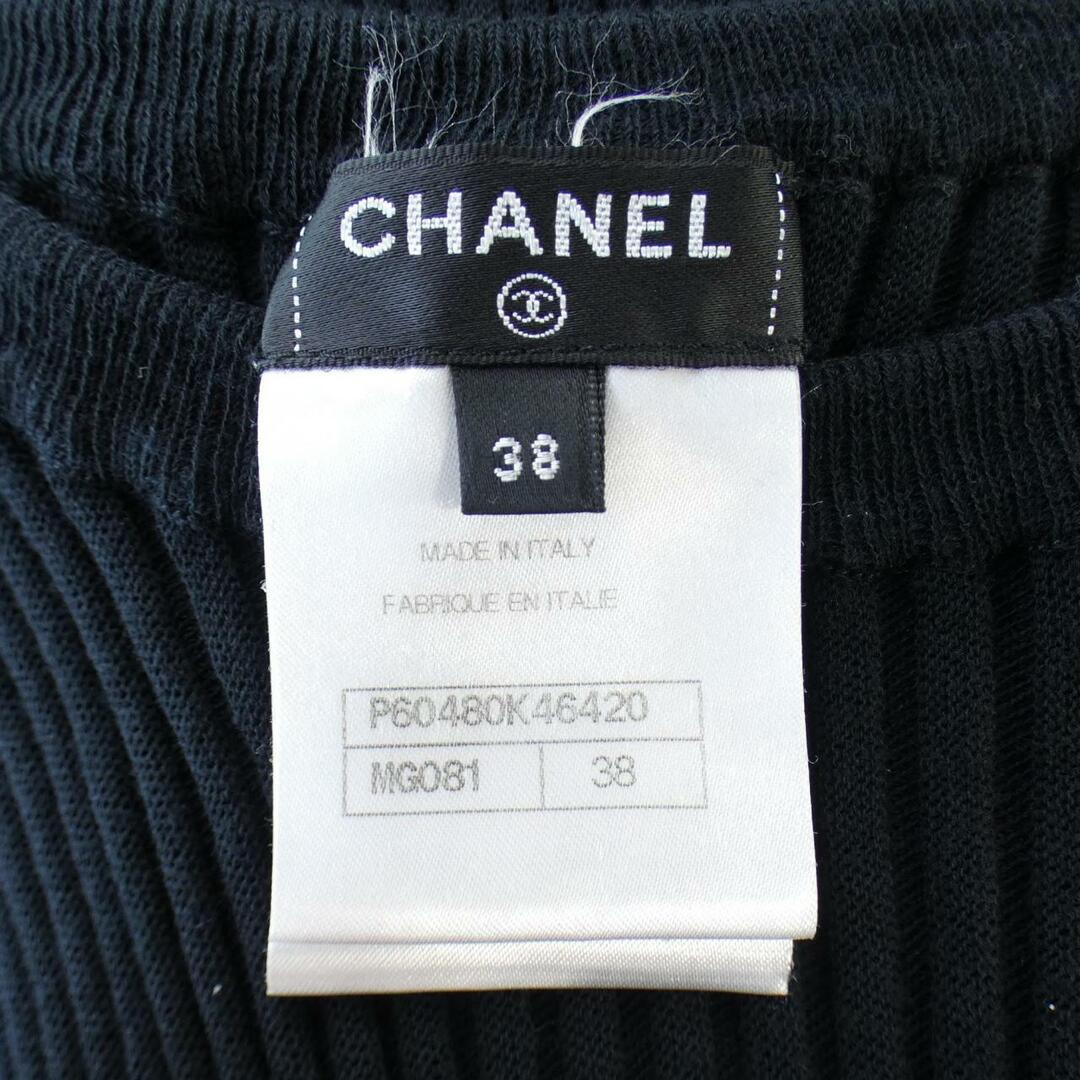 CHANEL
38
MADE IN ITALY
FABRIQUE EN ITALIE
P60480K46420
MG081 38